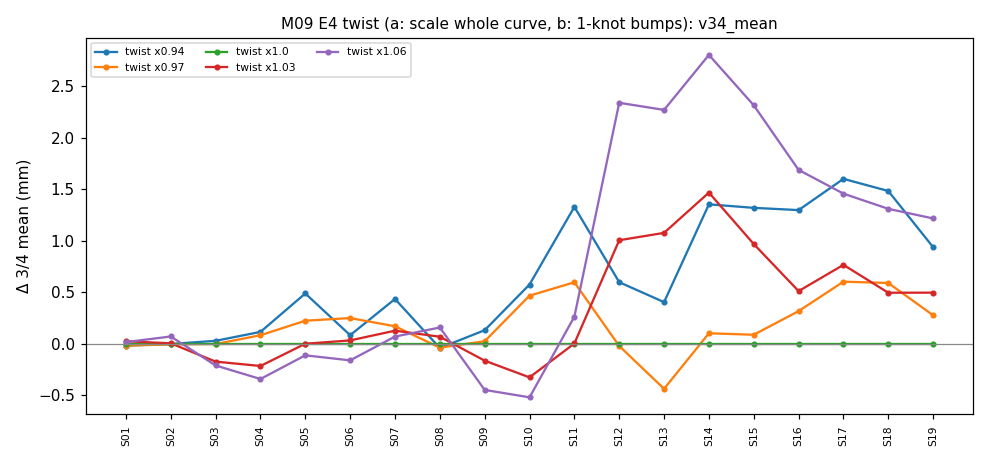 M09 E4 twist (a: scale whole curve, b: 1-knot bumps): v34_mean
twist x0.94
twist x0.97
twist x1.0
twist x1.03
twist x1.06
Δ 3/4 mean (mm)
2.5
2.0
1.5
1.0
0.5
0.0
−0.5
S01
S02
S03
S04
S05
S06
S07
S08
S09
S10
S11
S12
S13
S14
S15
S16
S17
S18
S19